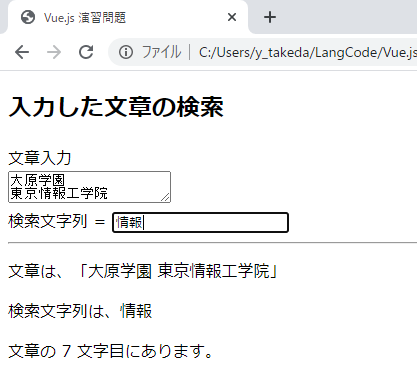 Vue.js 演習問題
ファイル
C:/Users/y_takeda/LangCode/Vue.js
入力した文章の検索
文章入力
大原学園
東京情報工学院
検索文字列 = 情報
文章は、「大原学園 東京情報工学院」
検索文字列は、情報
文章の 7 文字目にあります。